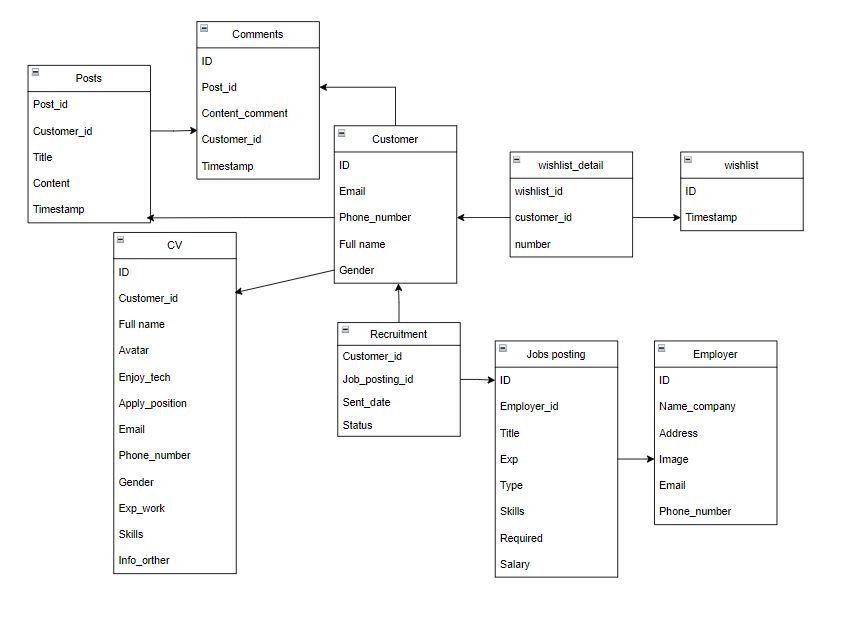 Comments
ID
Post_id
Content_comment
Customer_id
Timestamp
Posts
Post_id
Customer_id
Title
Content
Timestamp
Customer
ID
Email
Phone_number
Full name
Gender
wishlist_detail
wishlist_id
customer_id
number
wishlist
ID
Timestamp
CV
ID
Customer_id
Full name
Avatar
Enjoy_tech
Apply_position
Email
Phone_number
Gender
Exp_work
Skills
Info_orther
Recruitment
Customer_id
Job_posting_id
Sent_date
Status
Jobs posting
ID
Employer_id
Title
Exp
Type
Skills
Required
Salary
Employer
ID
Name_company
Address
Image
Email
Phone_number